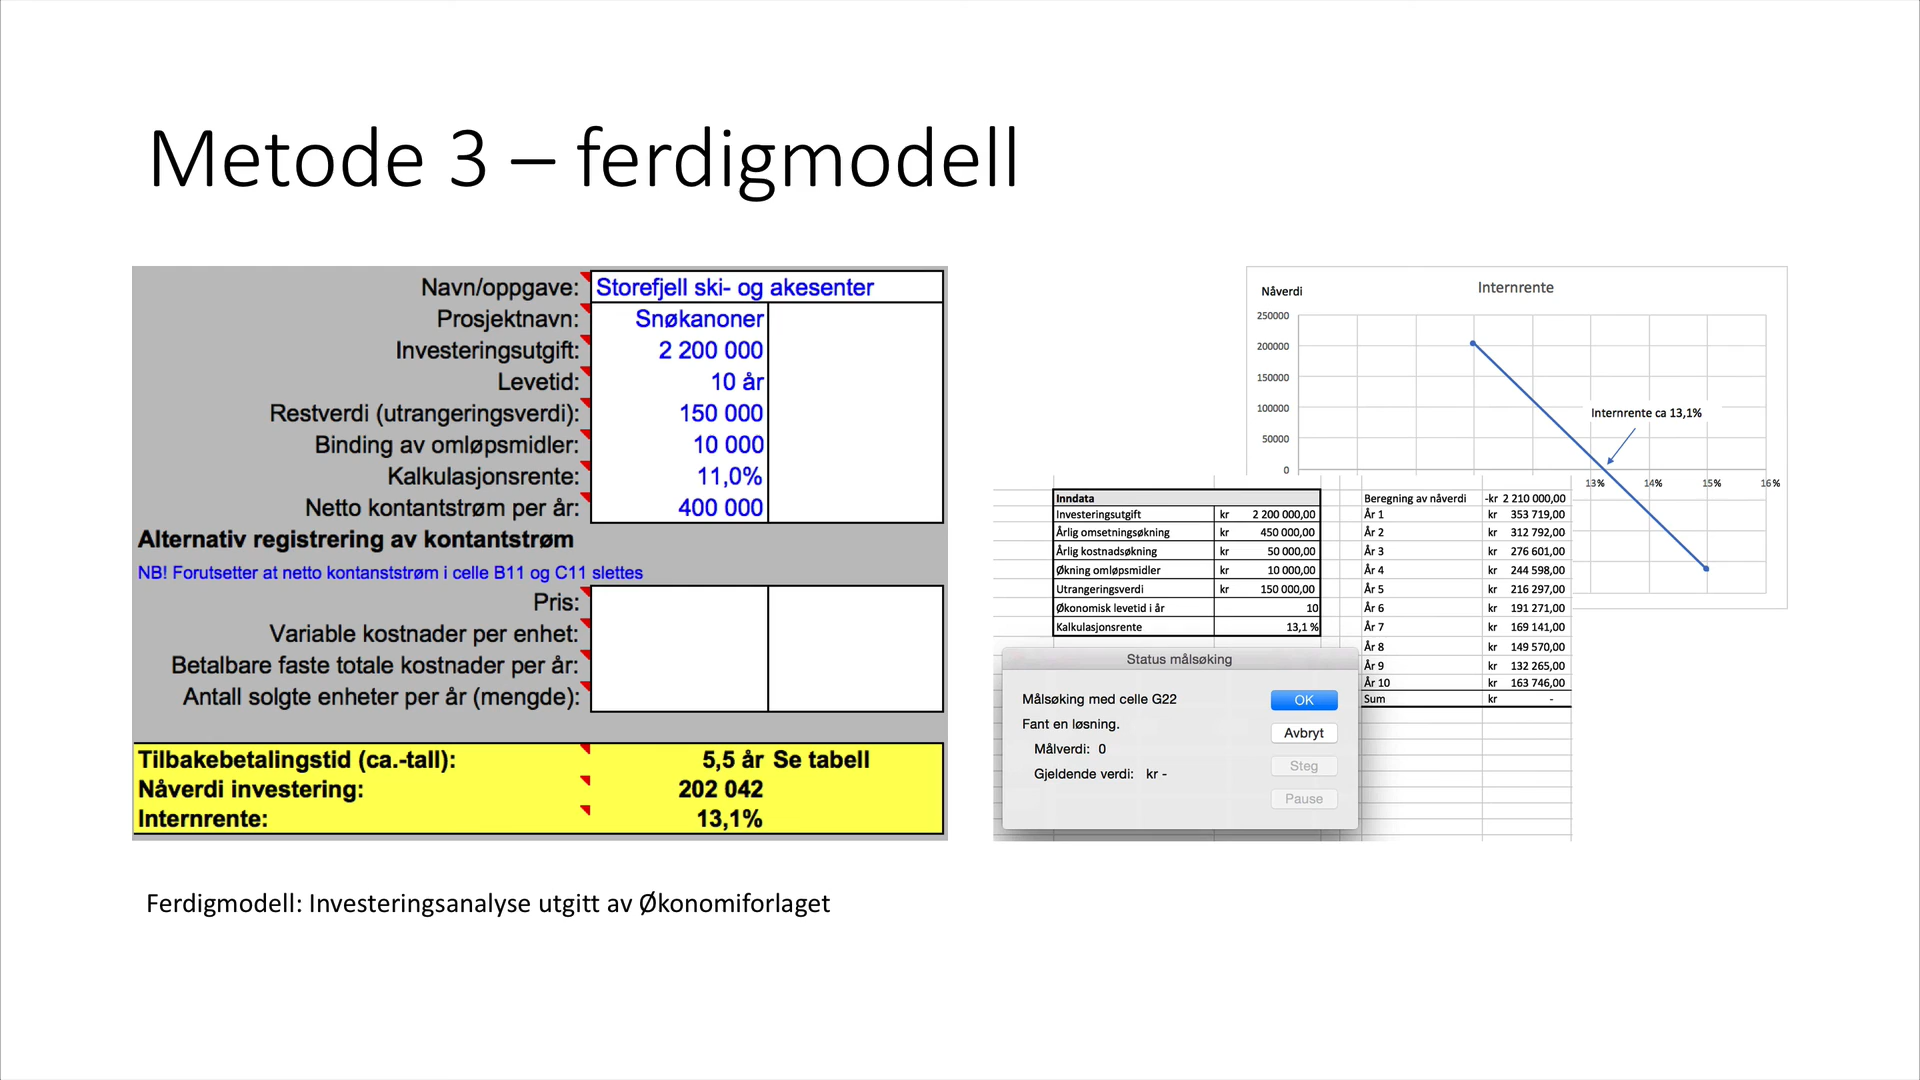 Metode 3 – ferdigmodell
Navn/oppgave: Storefjell ski- og akesenter
Prosjektnavn: Snøkanoner
Investeringsutgift: 2 200 000
Levetid: 10 år
Restverdi (utrangeringsverdi): 150 000
Binding av omløpsmidler: 10 000
Kalkulasjonsrente: 11,0%
Netto kontantstrøm per år: 400 000
Alternativ registrering av kontantstrøm
NB! Forutsetter at netto kontanststrøm i celle B11 og C11 slettes
Pris:
Variable kostnader per enhet:
Betalbare faste totale kostnader per år:
Antall solgte enheter per år (mengde):
Tilbakebetalingstid (ca.-tall): 5,5 år Se tabell
Nåverdi investering: 202 042
Internrente: 13,1%
Internrente
Nåverdi
250000
200000
150000
100000
50000
0
Internrente ca 13,1%
13% 14% 15% 16%
Inndata
Investeringsutgift kr 2 200 000,00
Årlig omsetningsøkning kr 450 000,00
Årlig kostnadsøkning kr 50 000,00
Økning omløpsmidler kr 10 000,00
Utrangeringsverdi kr 150 000,00
Økonomisk levetid i år 10
Kalkulasjonsrente 13,1 %
Beregning av nåverdi -kr 2 210 000,00
År 1 kr 353 719,00
År 2 kr 312 792,00
År 3 kr 276 601,00
År 4 kr 244 598,00
År 5 kr 216 297,00
År 6 kr 191 271,00
År 7 kr 169 141,00
År 8 kr 149 570,00
År 9 kr 132 265,00
År 10 kr 163 746,00
Sum kr -
Status målsøking
Målsøking med celle G22
Fant en løsning.
Målverdi: 0
Gjeldende verdi: kr -
OK
Avbryt
Steg
Pause
Ferdigmodell: Investeringsanalyse utgitt av Økonomiforlaget